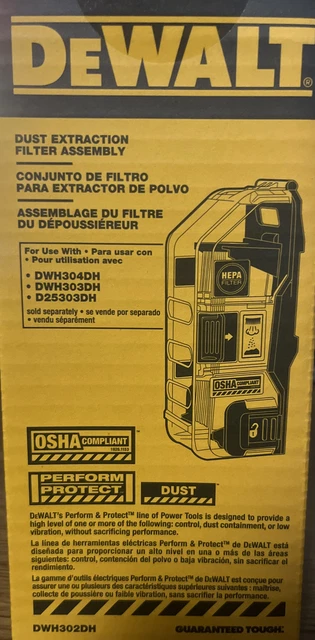 DEWALT®
DUST EXTRACTION
FILTER ASSEMBLY
CONJUNTO DE FILTRO
PARA EXTRACTOR DE POLVO
ASSEMBLAGE DU FILTRE
DU DÉPOUSSIÉREUR
For Use With • Para usar con
• Pour utilisation avec
• DWH304DH
• DWH303DH
• D25303DH
sold separately • se vende por separado
• vendu séparément
HEPA
FILTER
OSHA COMPLIANT
OSHA COMPLIANT
1926.1153
PERFORM
PROTECT™
DUST
DEWALT's Perform & Protect™ line of Power Tools is designed to provide a
high level of one or more of the following: control, dust containment, or low
vibration, without sacrificing performance.
La linea de herramientas eléctricas Perform & Protect™ de DEWALT está
diseñada para proporcionar un alto nivel en una o más de las áreas
siguientes: control, contención del polvo o baja vibración, sin sacrificar el
rendimiento.
La gamme d'outils électriques Perform & Protect™ de DEWALT est conçue pour
assurer une ou plusieurs des caractéristiques supérieures suivantes : maîtrise,
collecte de poussière ou faible vibration, sans sacrifier la performance.
DWH302DH
GUARANTEED TOUGH.®